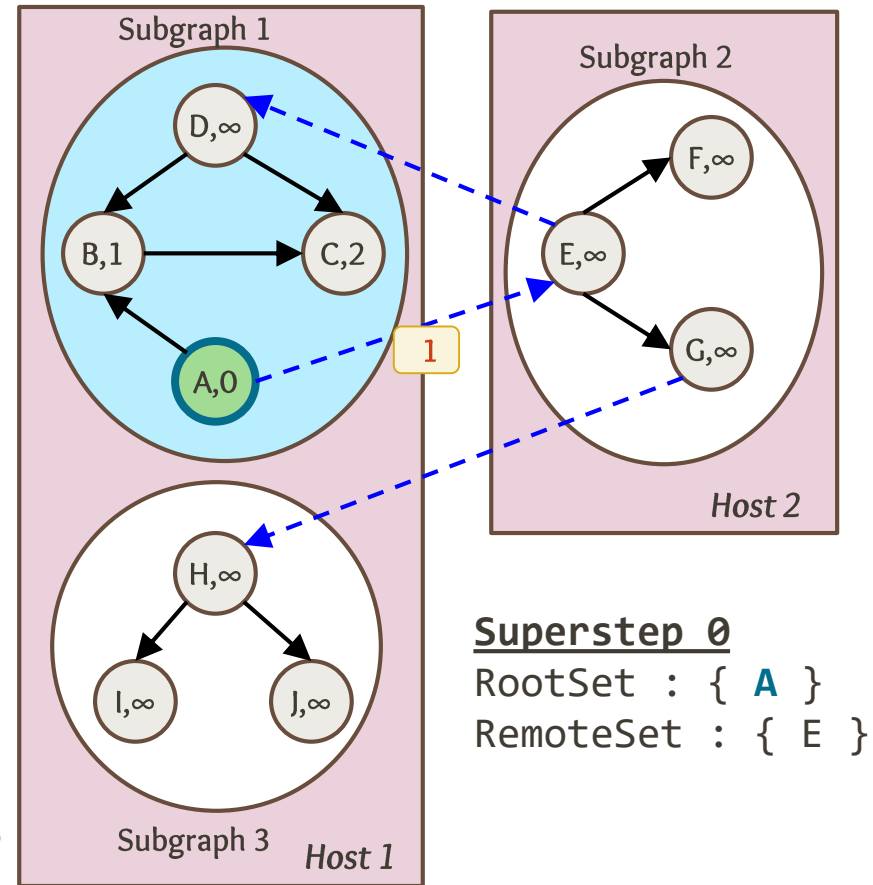 Subgraph 1
D,∞
B,1
C,2
A,0
1
Subgraph 2
F,∞
E,∞
G,∞
Host 2
H,∞
I,∞
J,∞
Subgraph 3
Host 1
Superstep 0
RootSet : { A }
RemoteSet : { E }